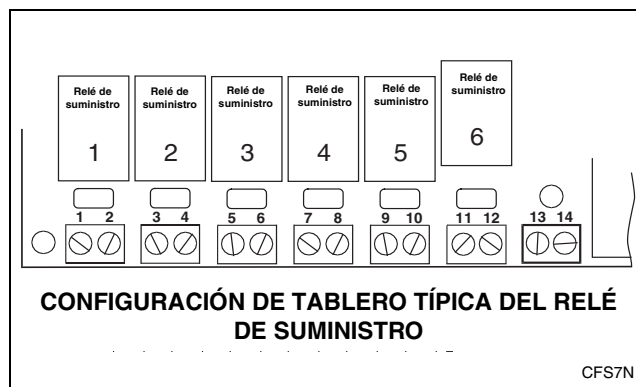 Relé de suministro
1
Relé de suministro
2
Relé de suministro
3
Relé de suministro
4
Relé de suministro
5
Relé de suministro
6
1 2 3 4 5 6 7 8 9 10 11 12 13 14
CONFIGURACIÓN DE TABLERO TÍPICA DEL RELÉ
DE SUMINISTRO
CFS7N